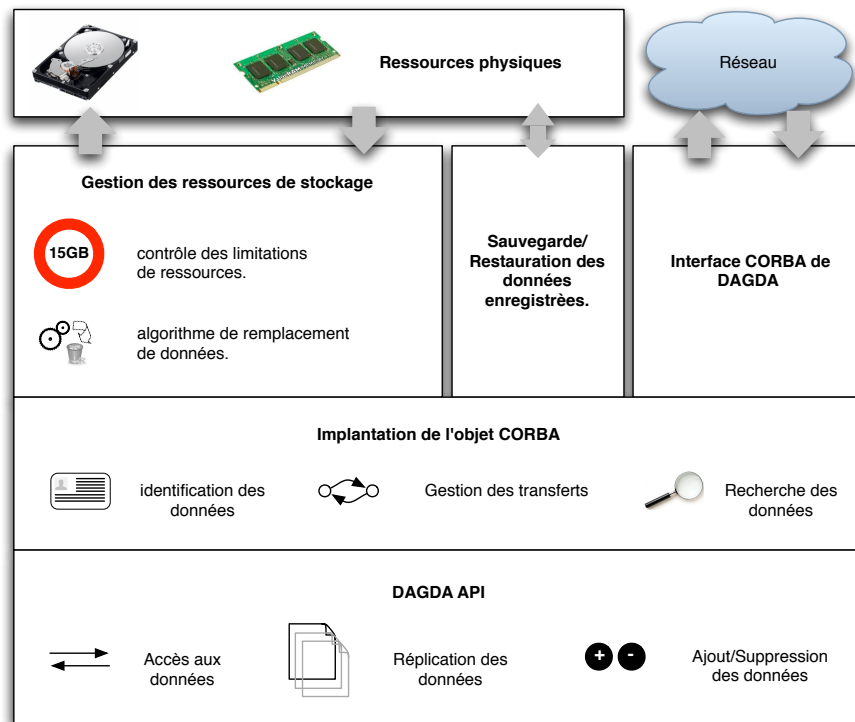 Ressources physiques
Réseau
Gestion des ressources de stockage
15GB
contrôle des limitations
de ressources.
algorithme de remplacement
de données.
Sauvegarde/
Restauration des
données
enregistrèes.
Interface CORBA de
DAGDA
Implantation de l'objet CORBA
identification des
données
Gestion des transferts
Recherche des
données
DAGDA API
Accès aux
données
Réplication des
données
+
-
Ajout/Suppression
des données